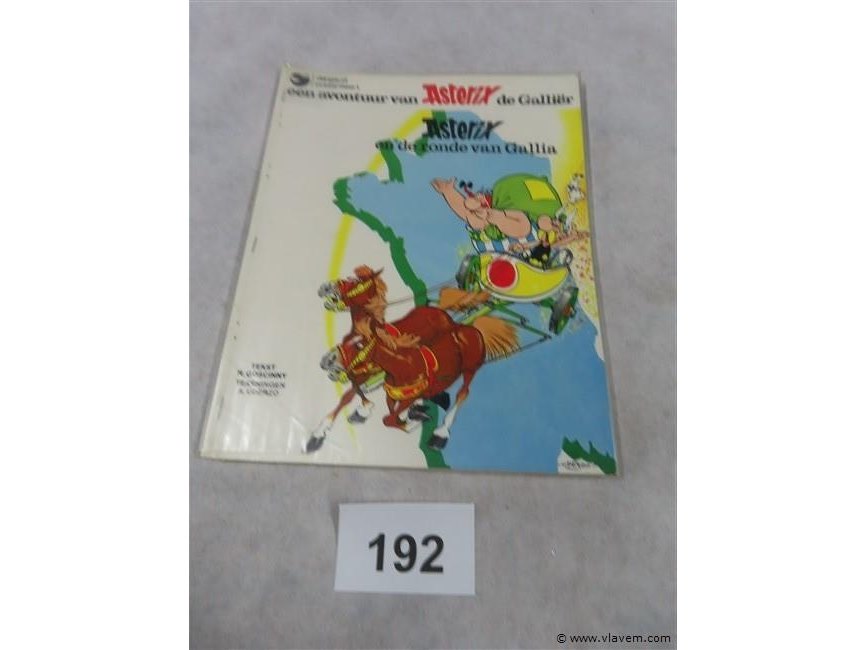 een avontuur van Asterix de Galliër
Asterix
en de ronde van Gallia
TEKST
R. GOSCINNY
TEKENINGEN
A. UDERZO
192
© www.vlavem.com